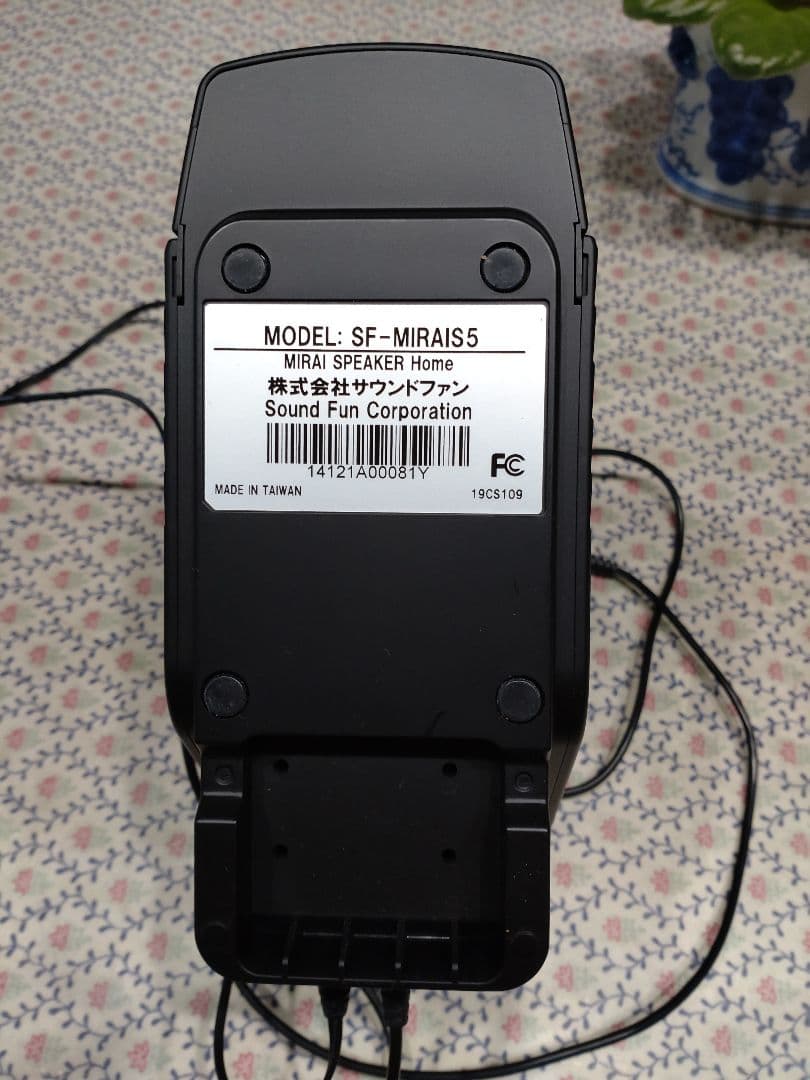 MODEL: SF-MIRAIS5
MIRAI SPEAKER Home
株式会社サウンドファン
Sound Fun Corporation
14121A00081Y
FC
MADE IN TAIWAN
19CS109